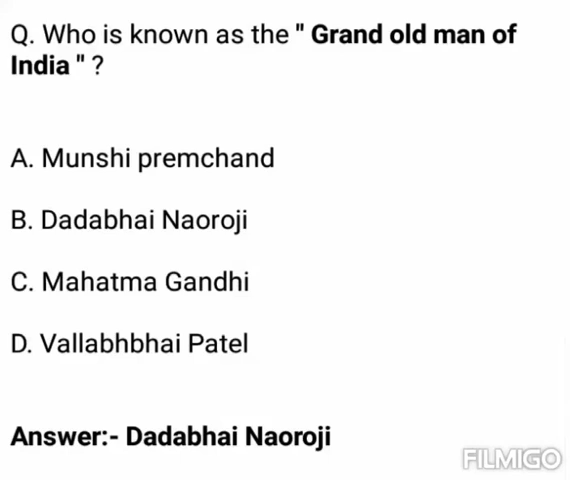 Q. Who is known as the " Grand old man of
India " ?
A. Munshi premchand
B. Dadabhai Naoroji
C. Mahatma Gandhi
D. Vallabhbhai Patel
Answer:- Dadabhai Naoroji
FILMIGO